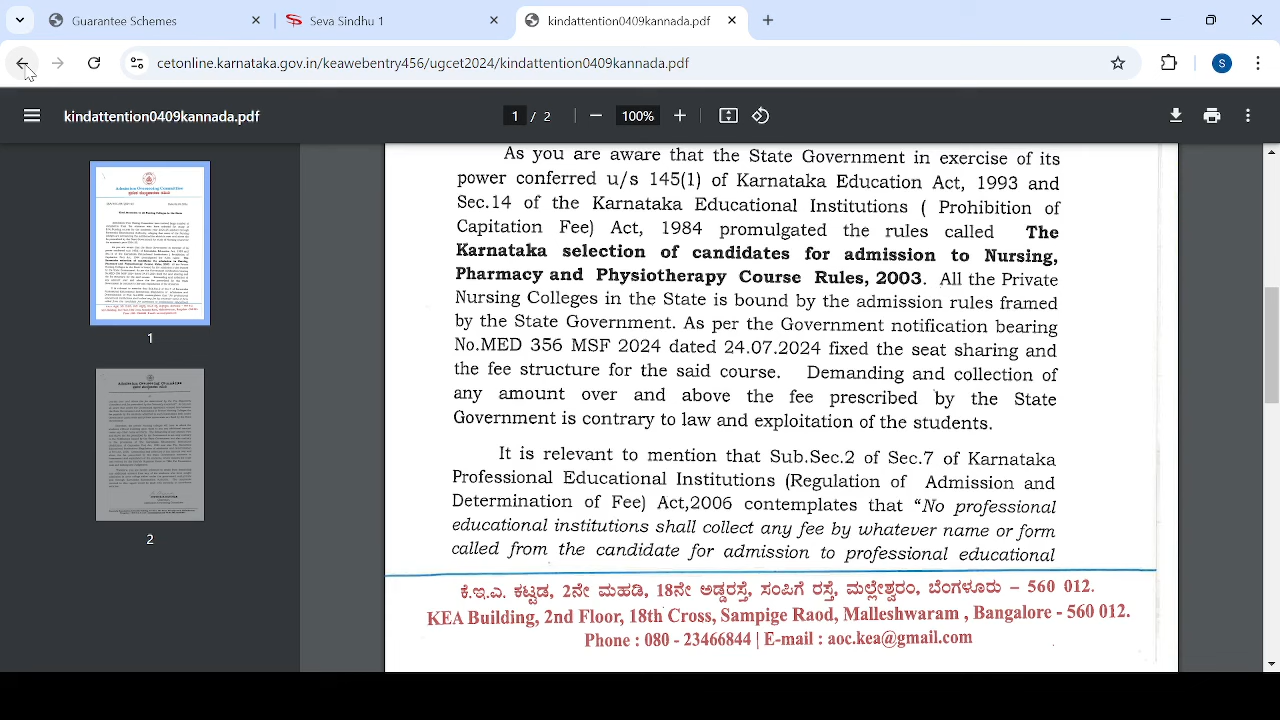 Guarantee Schemes
Seva Sindhu 1
kindattention0409kannada.pdf
cetonline.karnataka.gov.in/keawebentry456/ugcet2024/kindattention0409kannada.pdf
S
kindattention0409kannada.pdf
1 / 2
100%
As you are aware that the State Government in exercise of its
power conferred u/s 145(1) of Karnataka Education Act. 1993 and
Sec.14 of the Karnataka Educational Institutions ( Prohibition of
Capitation Fee) Act, 1984 promulgated the rules called The
Karnataka selection of candidates for admission to Nursing,
Pharmacy and Physiotherapy Course Rules 2003. All the Private
Nursing Colleges in the State is bound by the admission rules framed
by the State Government. As per the Government notification bearing
No.MED 356 MSF 2024 dated 24.07.2024 fixed the seat sharing and
the fee structure for the said course. Demanding and collection of
any fee over and above the fee prescribed by the State
Government is contrary to law and exploitation of the students.
It is relevant to mention that Subsec.1 of Sec.7 of Karnataka
Professional Educational Institutions (Regulation of Admission and
Determination of Fee) Act,2006 contemplates that "No professional
educational institutions shall collect any fee by whatever name or form
called from the candidate for admission to professional educational
ಕೆ.ಇ.ಎ. ಕಟ್ಟಡ, 2ನೇ ಮಹಡಿ, 18ನೇ ಅಡ್ಡರಸ್ತೆ, ಸಂಪಿಗೆ ರಸ್ತೆ, ಮಲ್ಲೇಶ್ವರಂ, ಬೆಂಗಳೂರು – 560 012.
KEA Building, 2nd Floor, 18th Cross, Sampige Raod, Malleshwaram , Bangalore - 560 012.
Phone : 080 - 23466844 | E-mail : aoc.kea@gmail.com
1
2